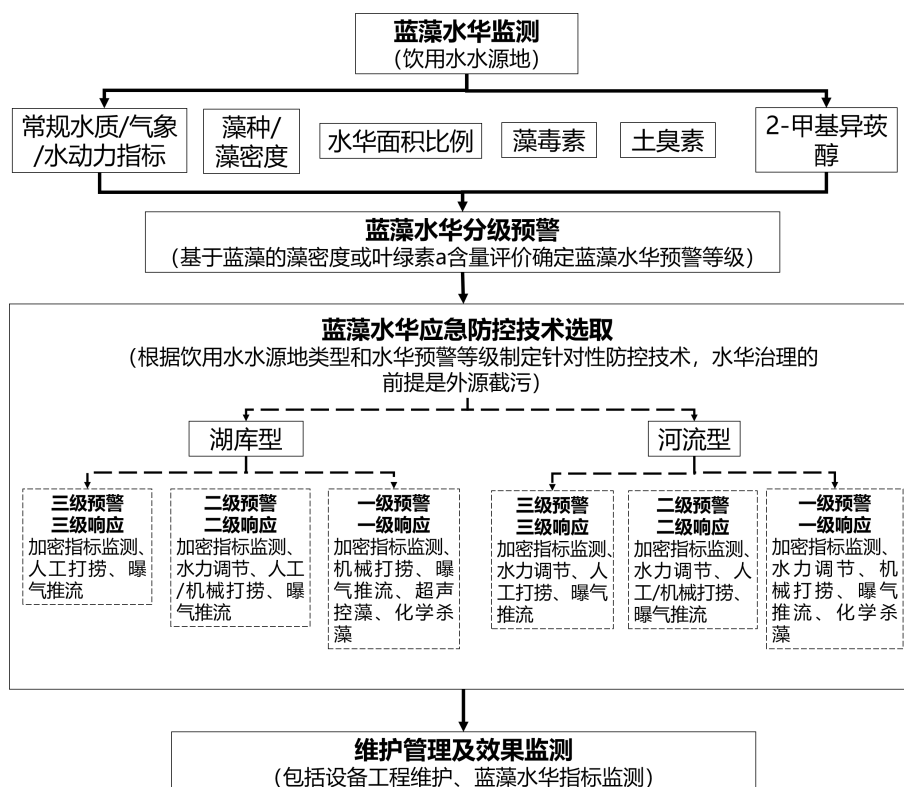 蓝藻水华监测
(饮用水水源地)
常规水质/气象
/水动力指标
藻种/
藻密度
水华面积比例
藻毒素
土臭素
2-甲基异莰
醇
蓝藻水华分级预警
(基于蓝藻的藻密度或叶绿素a含量评价确定蓝藻水华预警等级)
蓝藻水华应急防控技术选取
(根据饮用水水源地类型和水华预警等级制定针对性防控技术，水华治理的
前提是外源截污)
湖库型
河流型
三级预警
三级响应
加密指标监测、
人工打捞、曝
气推流
二级预警
二级响应
加密指标监测、
水力调节、人工
/机械打捞、曝
气推流
一级预警
一级响应
加密指标监测、
机械打捞、曝
气推流、超声
控藻、化学杀
藻
三级预警
三级响应
加密指标监测、
水力调节、人
工打捞、曝气
推流
二级预警
二级响应
加密指标监测、
水力调节、人
工/机械打捞、
曝气推流
一级预警
一级响应
加密指标监测、
水力调节、机
械打捞、曝气
推流、化学杀
藻
维护管理及效果监测
(包括设备工程维护、蓝藻水华指标监测)